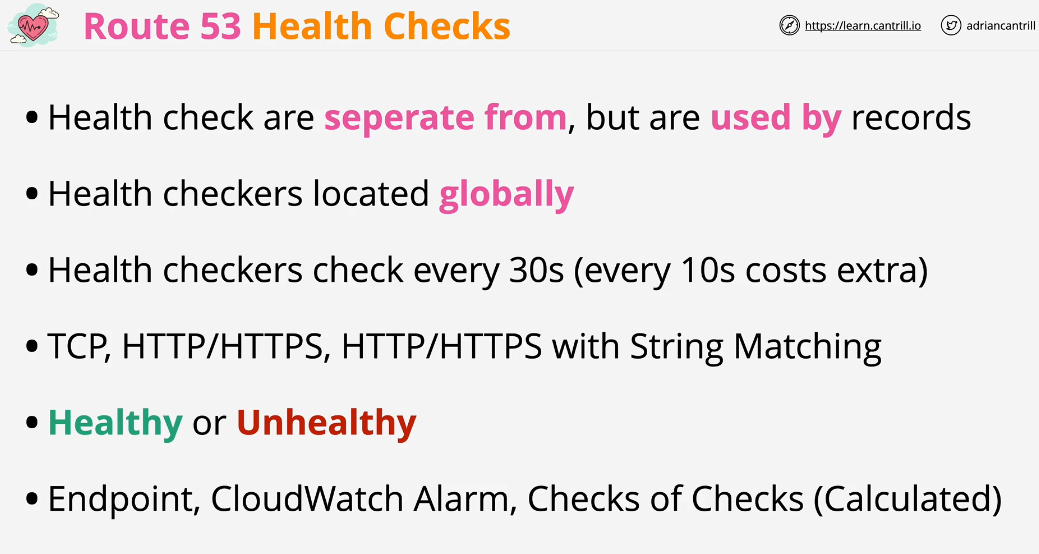 Route 53 Health Checks
https://learn.cantrill.io
adriancantrill
• Health check are seperate from, but are used by records
• Health checkers located globally
• Health checkers check every 30s (every 10s costs extra)
• TCP, HTTP/HTTPS, HTTP/HTTPS with String Matching
• Healthy or Unhealthy
• Endpoint, CloudWatch Alarm, Checks of Checks (Calculated)